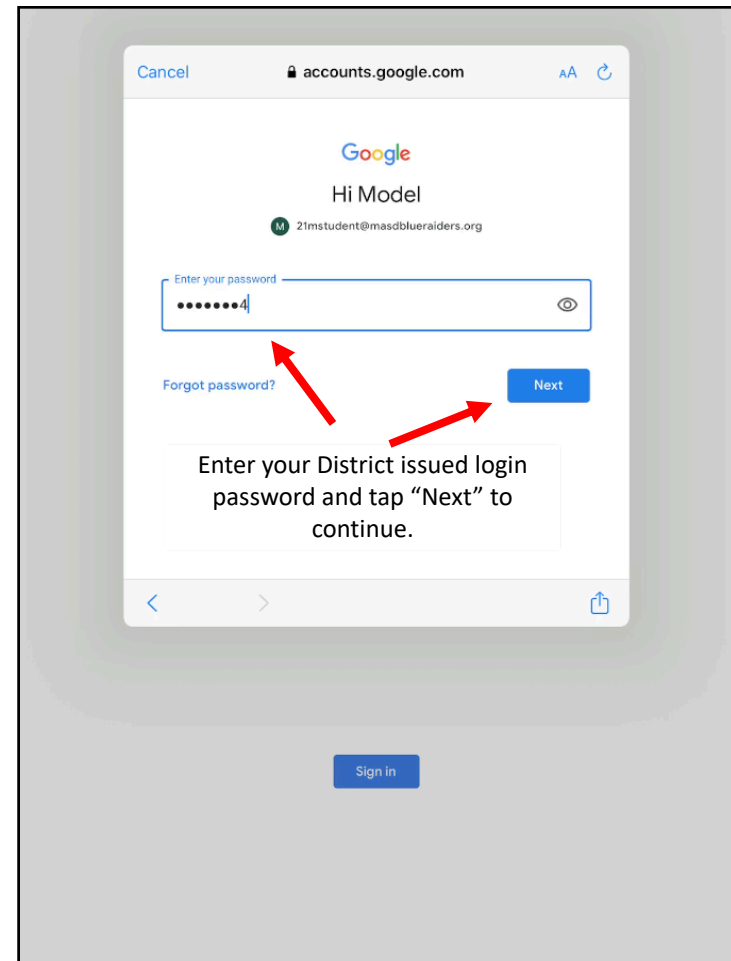 Cancel accounts.google.com AA
Google
Hi Model
M 21mstudent@masdblueraiders.org
Enter your password
•••••••4
Forgot password? Next
Enter your District issued login
password and tap “Next” to
continue.
Sign in